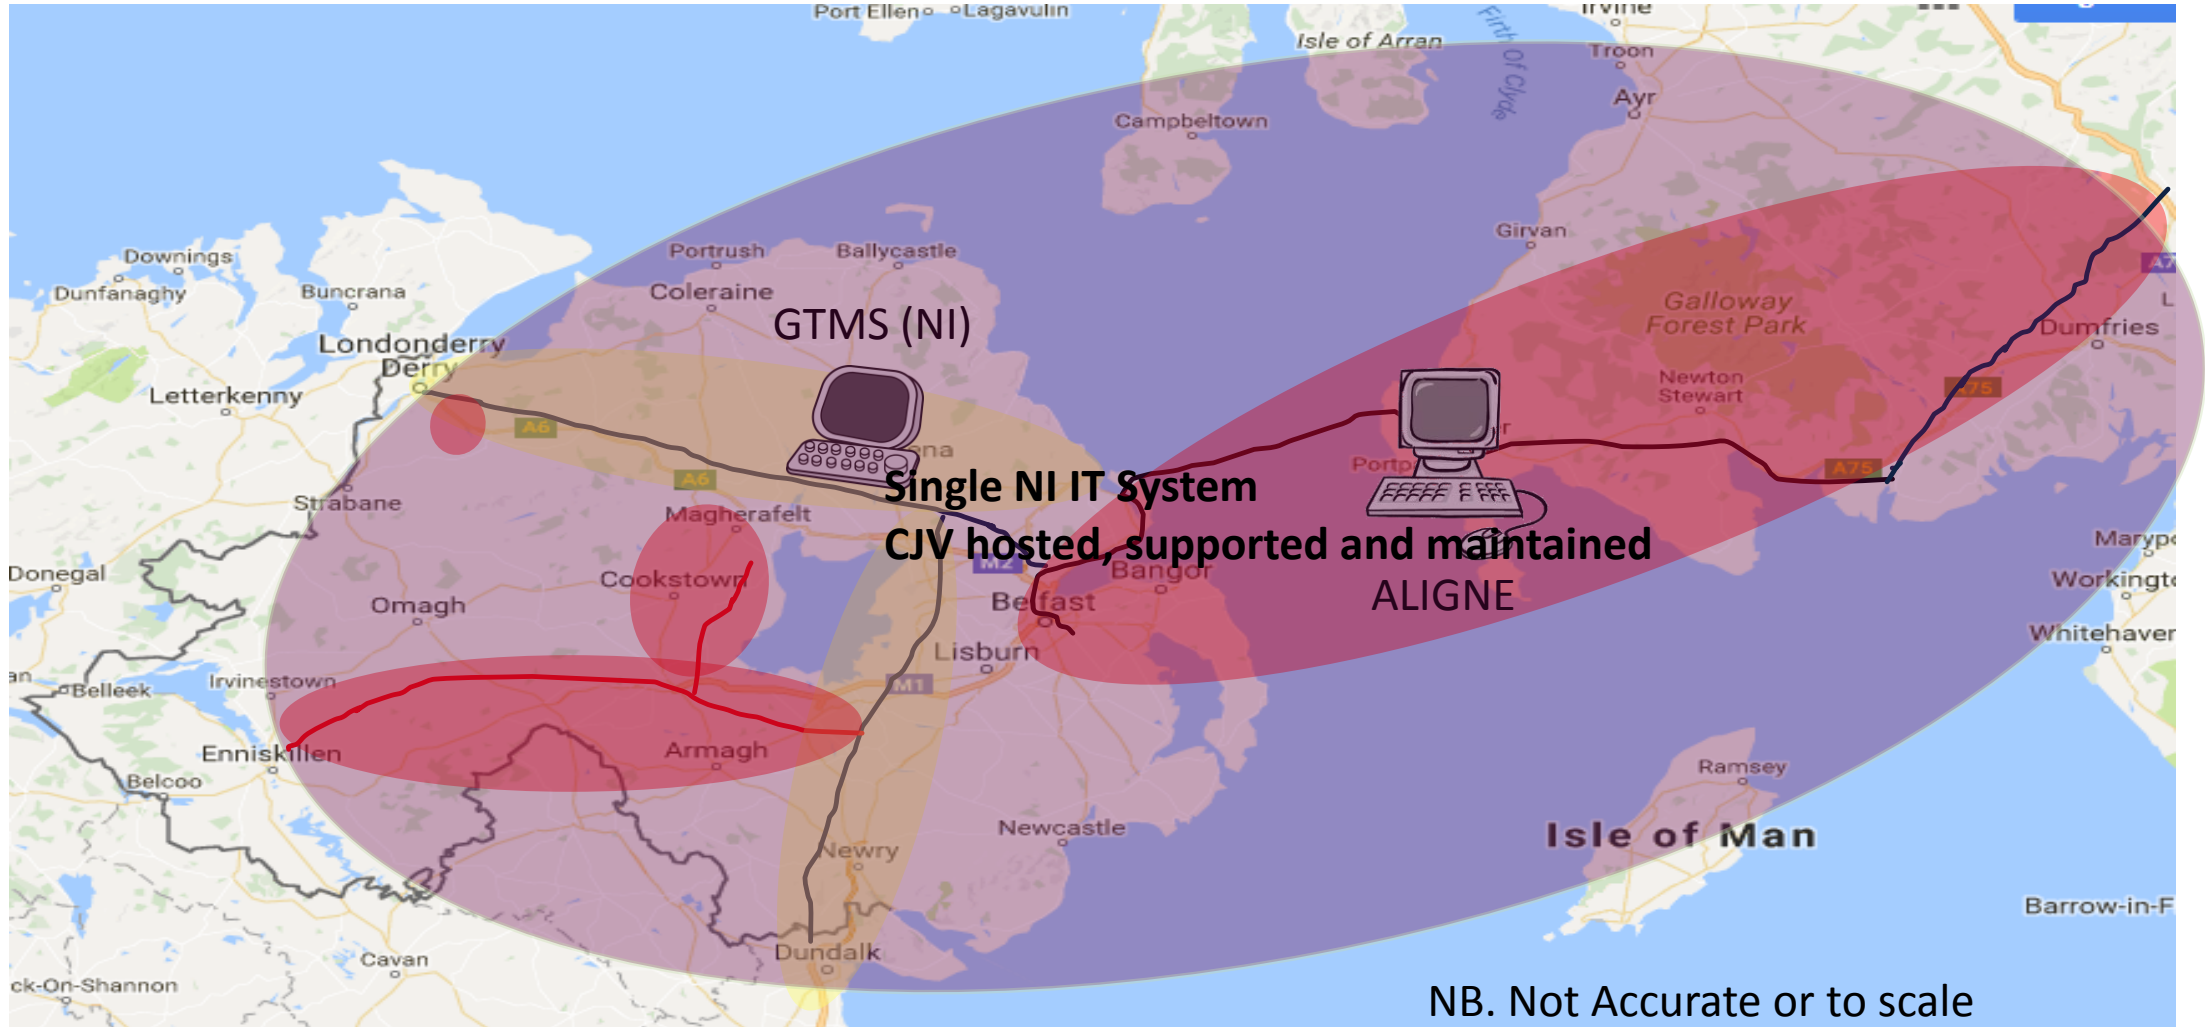 Port Ellen
Lagavulin
Irvine
Isle of Arran
Firth Of Clyde
Troon
Ayr
Campbeltown
Girvan
Downings
Portrush
Ballycastle
Dunfanaghy
Buncrana
Coleraine
GTMS (NI)
Galloway
Forest Park
Dumfries
Londonderry
Derry
Letterkenny
Newton
Stewart
A75
A6
A6
A75
Single NI IT System
Strabane
Magherafelt
CJV hosted, supported and maintained
M2
Bangor
Donegal
Cookstown
Omagh
Belfast
ALIGNE
Whitehaven
Lisburn
Irvinestown
Belleek
M1
Enniskillen
Armagh
Belcoo
Ramsey
Newcastle
Isle of Man
Newry
Barrow-in-F
Dundalk
Cavan
ck-On-Shannon
NB. Not Accurate or to scale